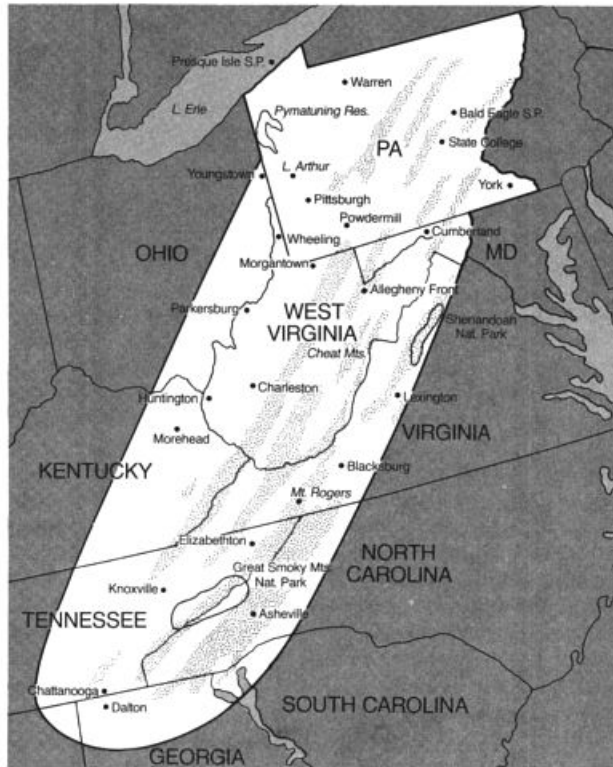 Presque Isle S.P.
Warren
L. Erie
Pymatuning Res.
Bald Eagle S.P.
PA
State College
Youngstown
L. Arthur
York
Pittsburgh
Powdermill
Cumberland
Wheeling
OHIO
MD
Morgantown
Allegheny Front
Parkersburg
WEST
VIRGINIA
Shenandoah
Nat. Park
Cheat Mts.
Charleston
Huntington
Lexington
Morehead
VIRGINIA
KENTUCKY
Blacksburg
Mt. Rogers
Elizabethton
NORTH
CAROLINA
Great Smoky Mts.
Nat. Park
Knoxville
TENNESSEE
Asheville
Chattanooga
Dalton
SOUTH CAROLINA
GEORGIA